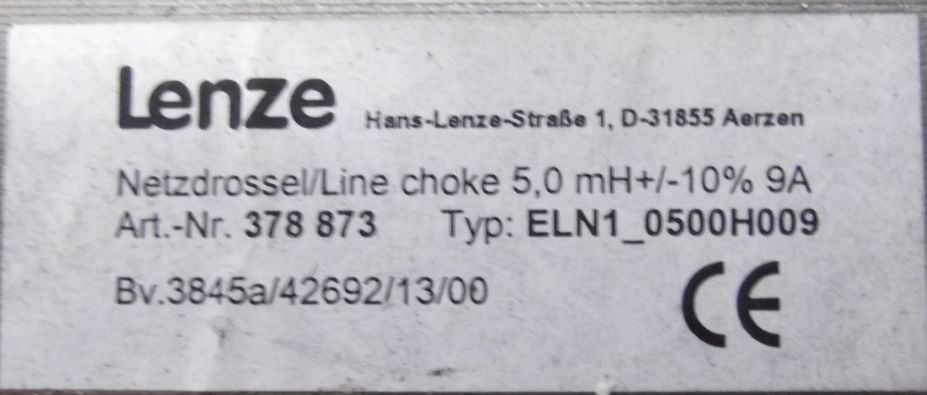 Lenze Hans-Lenze-Straße 1, D-31855 Aerzen
Netzdrossel/Line choke 5,0 mH+/-10% 9A
Art.-Nr. 378 873 Typ: ELN1_0500H009
Bv.3845a/42692/13/00
CE